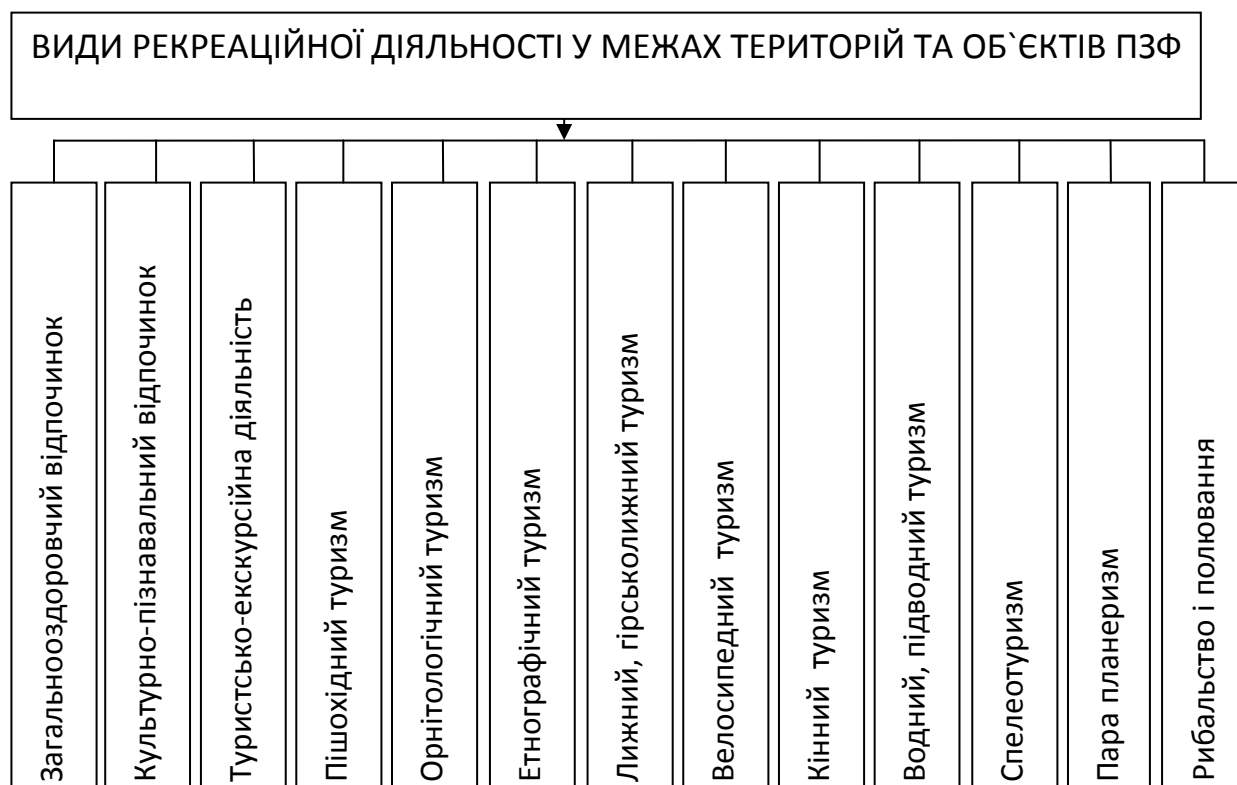 ВИДИ РЕКРЕАЦІЙНОЇ ДІЯЛЬНОСТІ У МЕЖАХ ТЕРИТОРІЙ ТА ОБ`ЄКТІВ ПЗФ
Загальнооздоровчий відпочинок
Культурно-пізнавальний відпочинок
Туристсько-екскурсійна діяльність
Пішохідний туризм
Орнітологічний туризм
Етнографічний туризм
Лижний, гірськолижний туризм
Велосипедний туризм
Кінний туризм
Водний, підводний туризм
Спелеотуризм
Пара планеризм
Рибальство і полювання